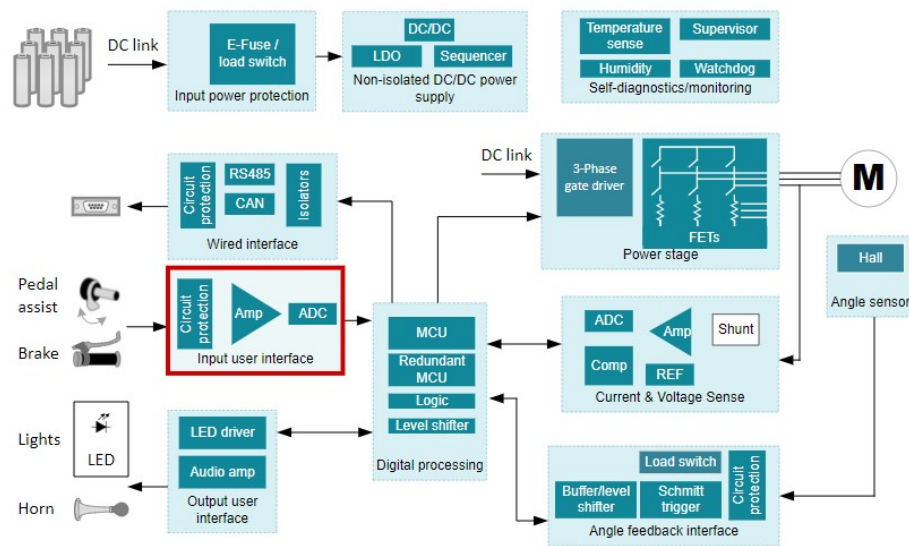 DC link
E-Fuse /
load switch
Input power protection
DC/DC
LDO
Sequencer
Non-isolated DC/DC power
supply
Temperature
sense
Supervisor
Humidity
Watchdog
Self-diagnostics/monitoring
Circuit
protection
RS485
CAN
Isolators
Wired interface
DC link
3-Phase
gate driver
FETs
Power stage
M
Hall
Angle sensor
Pedal
assist
Brake
Circuit
protection
Amp
ADC
Input user interface
MCU
Redundant
MCU
Logic
Level shifter
Digital processing
ADC
Amp
Shunt
Comp
REF
Current & Voltage Sense
Lights
LED
Horn
LED driver
Audio amp
Output user
interface
Load switch
Buffer/level
shifter
Schmitt
trigger
Circuit
protection
Angle feedback interface